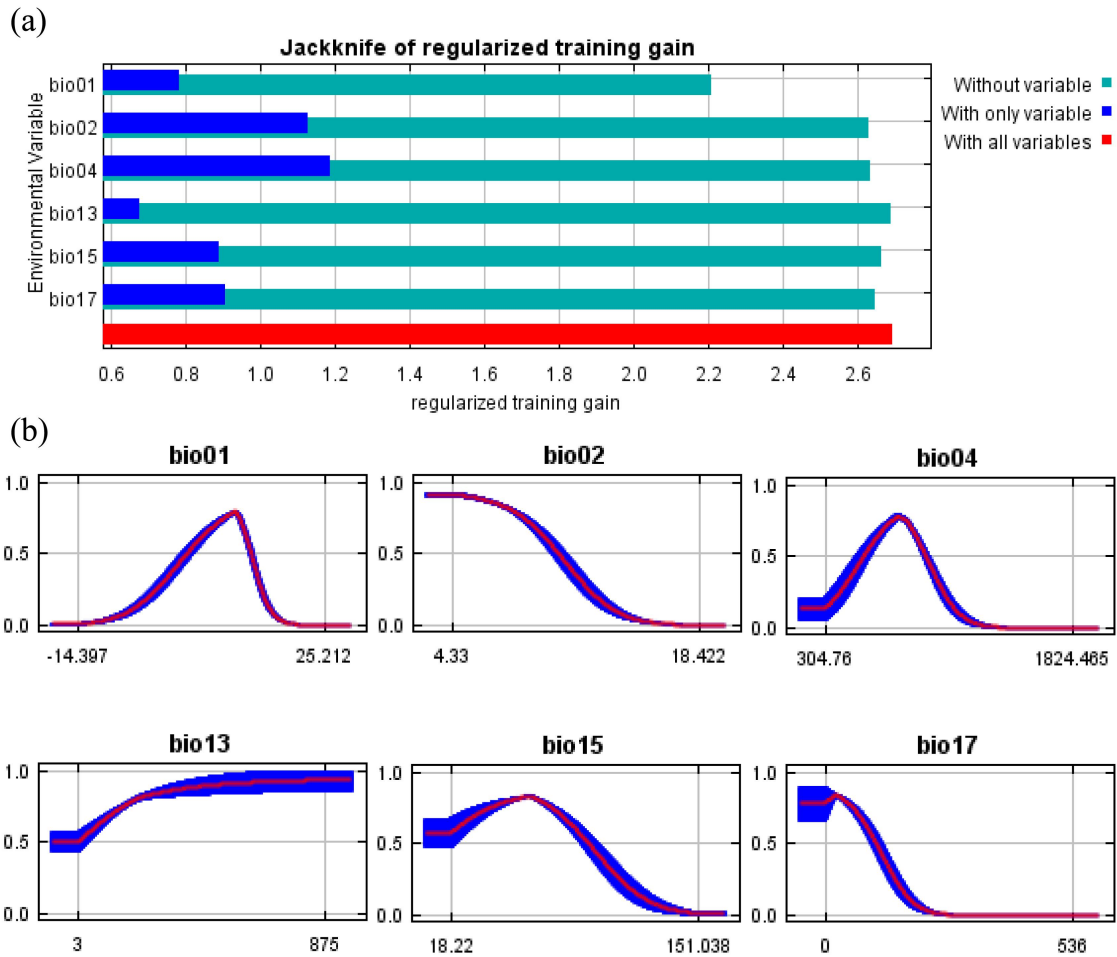 (a)
Jackknife of regularized training gain
Environmental Variable
bio01
bio02
bio04
bio13
bio15
bio17
Without variable
With only variable
With all variables
0.6 0.8 1.0 1.2 1.4 1.6 1.8 2.0 2.2 2.4 2.6
regularized training gain
(b)
bio01 bio02 bio04
1.0 1.0 1.0
0.5 0.5 0.5
0.0 0.0 0.0
-14.397 25.212 4.33 18.422 304.76 1824.465
bio13 bio15 bio17
1.0 1.0 1.0
0.5 0.5 0.5
0.0 0.0 0.0
3 875 18.22 151.038 0 536